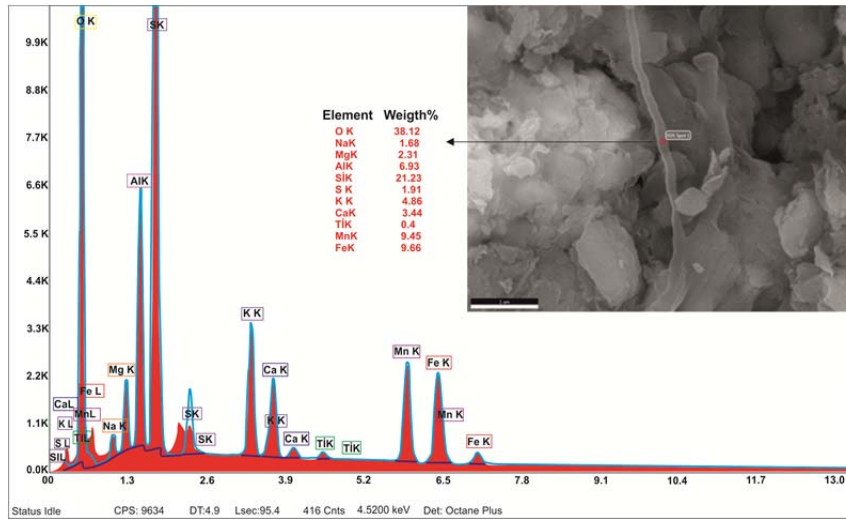 9.9K
8.8K
7.7K
6.6K
5.5 K
4.4K
3.3K
2.2K
1.1K
0.0K
O K
SK
AlK
Mg K
Fe L
CaL
MnL
K L
Na K
TİL
S L
SIL
SK
SK
K K
Ca K
K K
Ca K
TİK
TİK
Mn K
Fe K
Mn K
Fe K
00 1.3 2.6 3.9 5.2 6.5 7.8 9.1 10.4 11.7 13.0
Element Weigth%
O K 38.12
NaK 1.68
MgK 2.31
AlK 6.93
SİK 21.23
S K 1.91
K K 4.86
CaK 3.44
TİK 0.4
MnK 9.45
FeK 9.66
Status Idle CPS: 9634 DT:4.9 Lsec:95.4 416 Cnts 4.5200 keV Det: Octane Plus